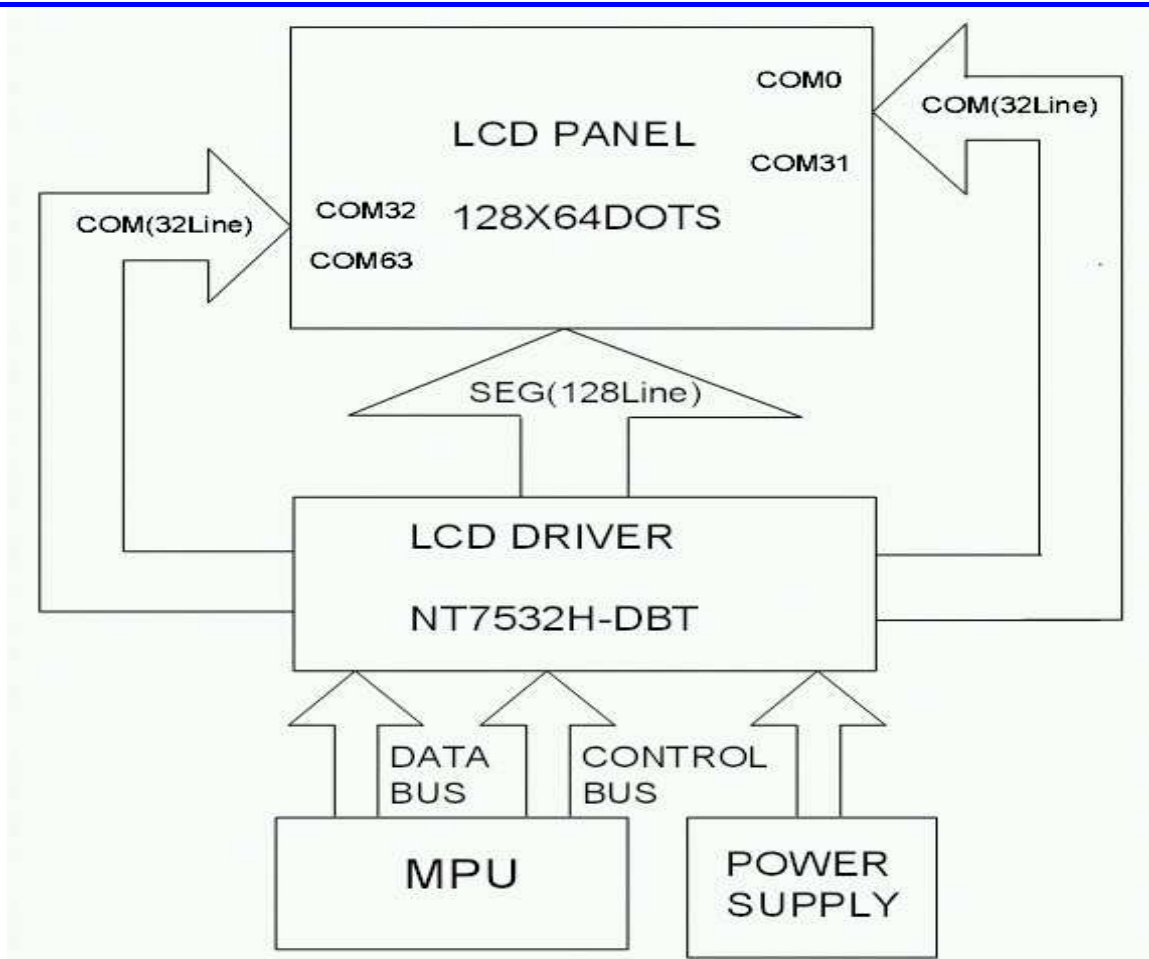 COM0
COM(32Line)
LCD PANEL
COM31
COM32
128X64DOTS
COM(32Line)
COM63
SEG(128Line)
LCD DRIVER
NT7532H-DBT
DATA
BUS
CONTROL
BUS
MPU
POWER
SUPPLY